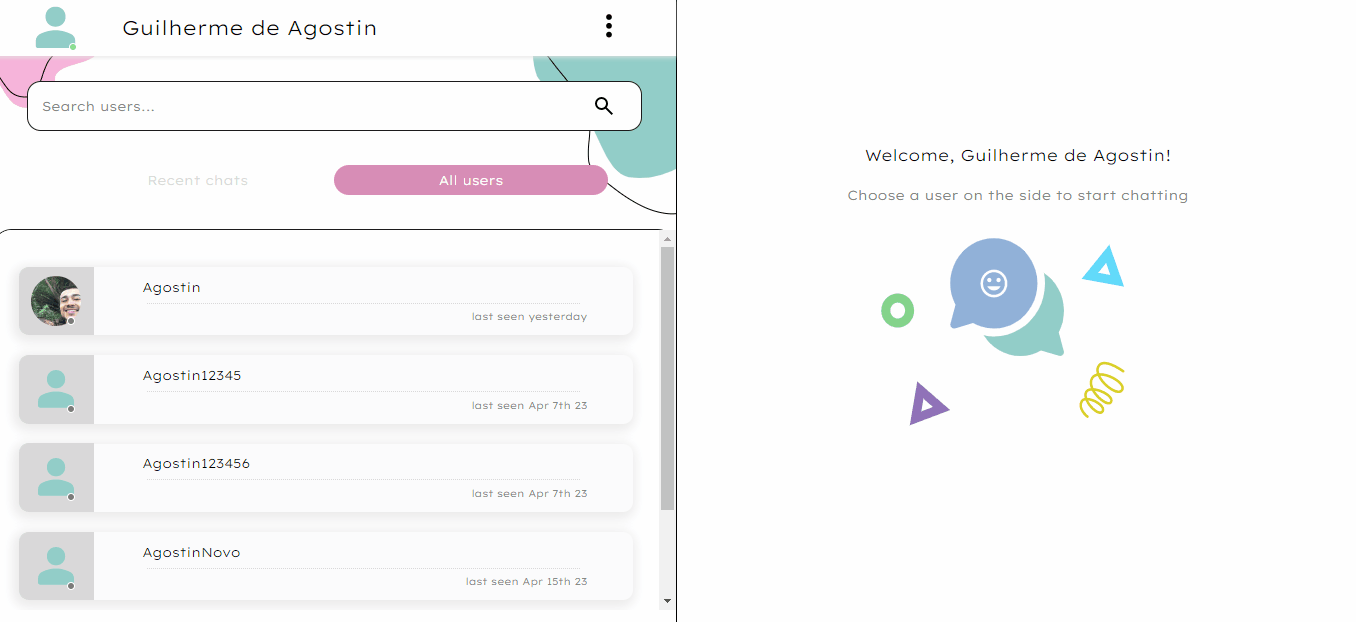 Guilherme de Agostin
Search users...
Recent chats
All users
Agostin
last seen yesterday
Agostin12345
last seen Apr 7th 23
Agostin123456
last seen Apr 7th 23
AgostinNovo
last seen Apr 15th 23
Welcome, Guilherme de Agostin!
Choose a user on the side to start chatting